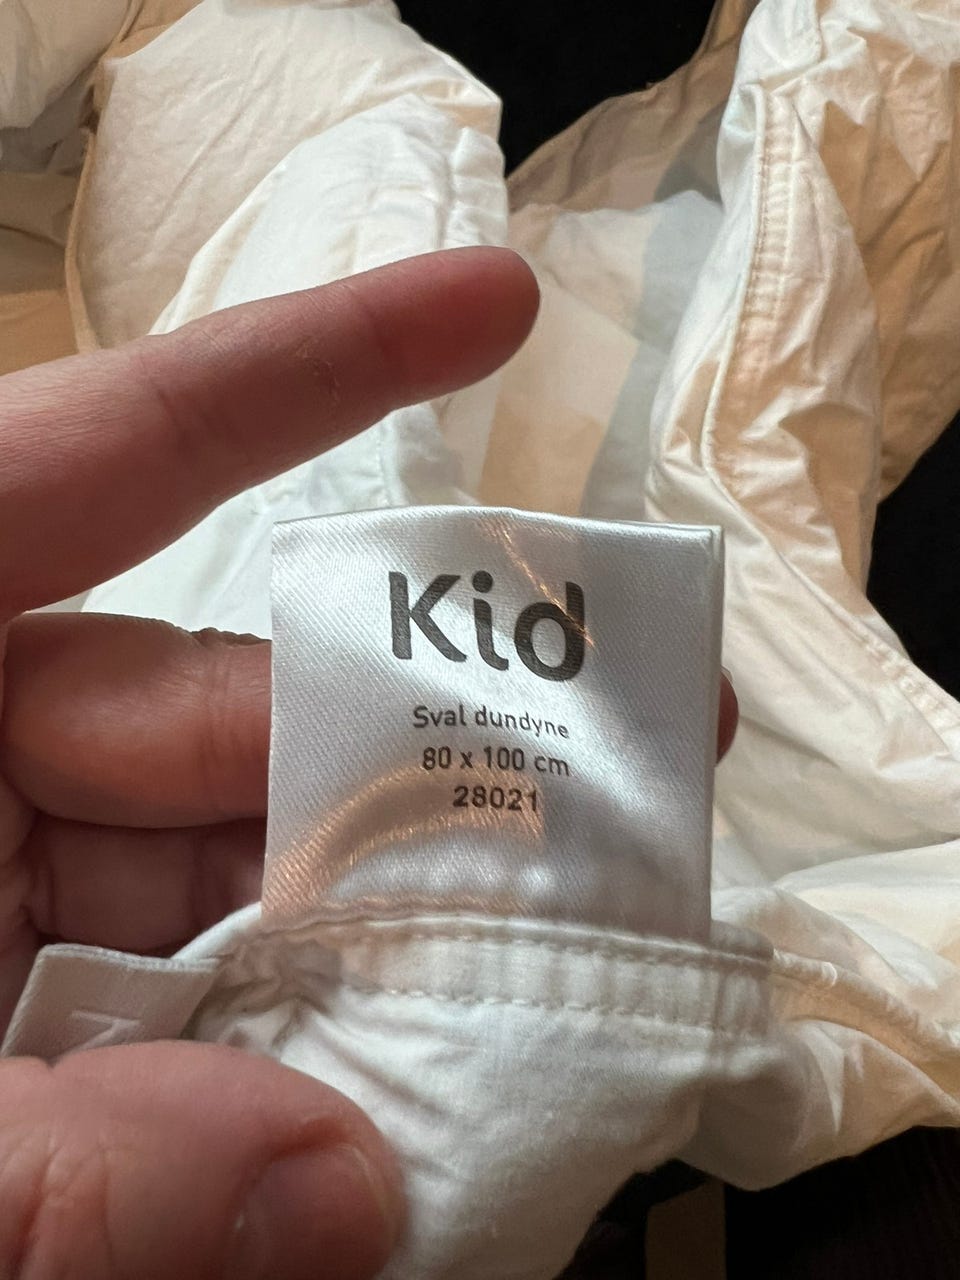 Kid
Sval dundyne
80 x 100 cm
28021